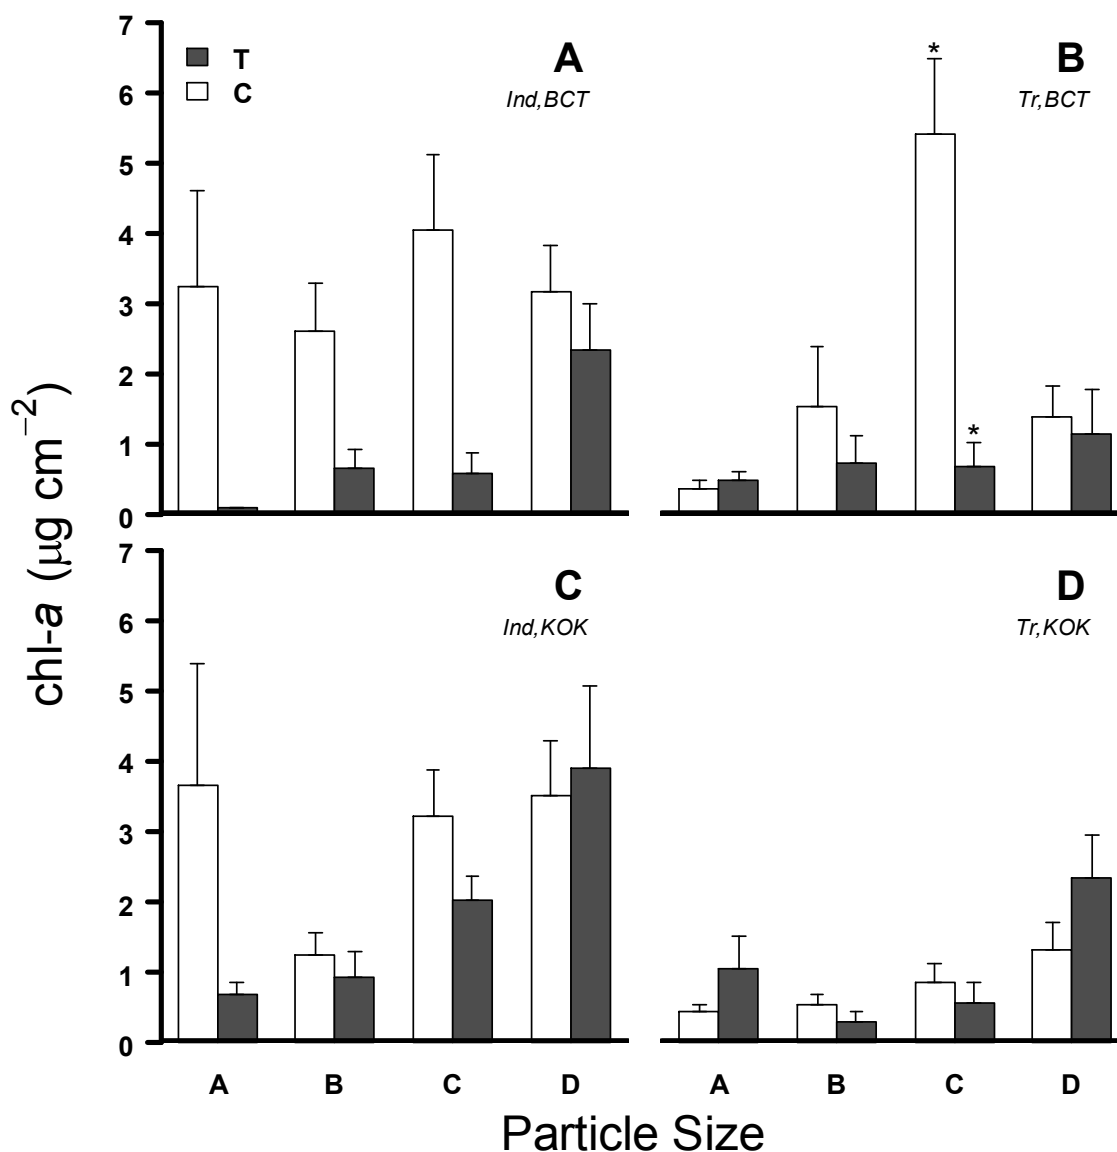 7
6
5
4
3
2
1
0
T
C
A
Ind,BCT
*
*
B
Tr,BCT
7
6
5
4
3
2
1
0
C
Ind,KOK
D
Tr,KOK
chl-a (μg cm−2)
A B C D A B C D
Particle Size